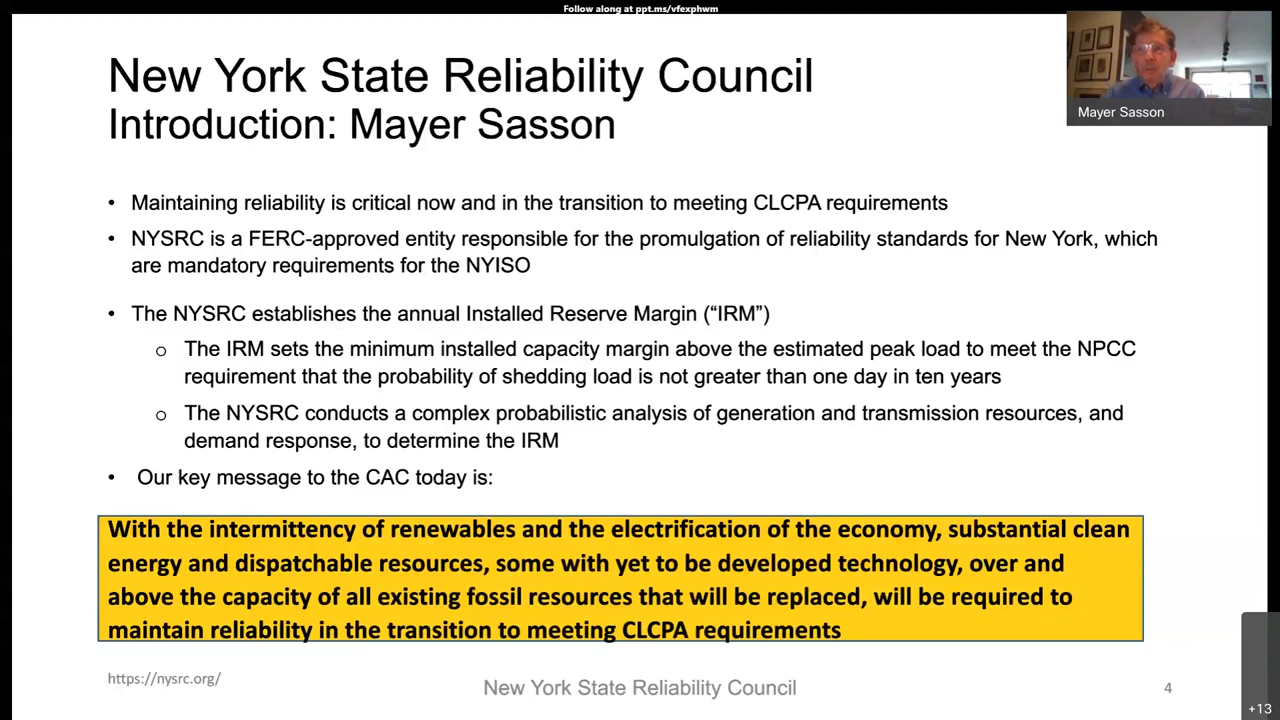 Follow along at ppt.ms/vfexphwm
New York State Reliability Council
Introduction: Mayer Sasson
Mayer Sasson
• Maintaining reliability is critical now and in the transition to meeting CLCPA requirements
• NYSRC is a FERC-approved entity responsible for the promulgation of reliability standards for New York, which
are mandatory requirements for the NYISO
• The NYSRC establishes the annual Installed Reserve Margin (“IRM”)
o The IRM sets the minimum installed capacity margin above the estimated peak load to meet the NPCC
requirement that the probability of shedding load is not greater than one day in ten years
o The NYSRC conducts a complex probabilistic analysis of generation and transmission resources, and
demand response, to determine the IRM
• Our key message to the CAC today is:
With the intermittency of renewables and the electrification of the economy, substantial clean
energy and dispatchable resources, some with yet to be developed technology, over and
above the capacity of all existing fossil resources that will be replaced, will be required to
maintain reliability in the transition to meeting CLCPA requirements
https://nysrc.org/
New York State Reliability Council
4
+13